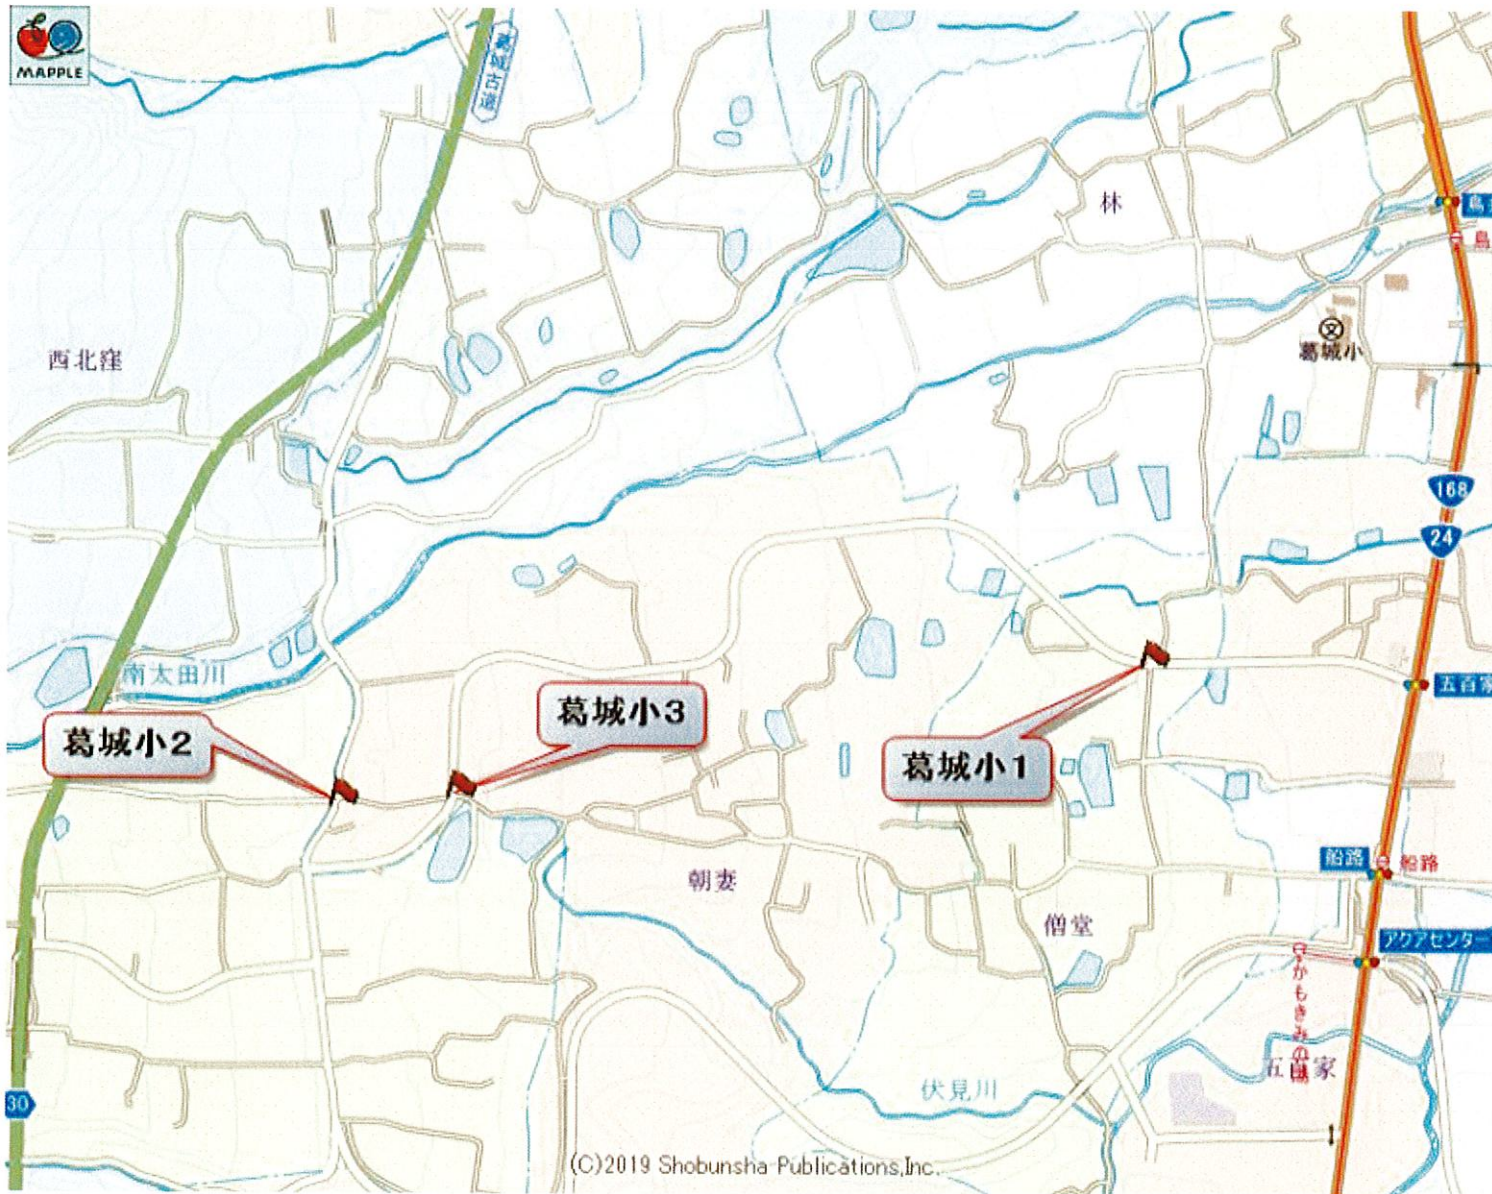 MAPPLE
葛城古道
林
西北窪
葛城小
168
24
南太田川
五百家
葛城小2
葛城小3
葛城小1
船路
船路
朝妻
僧堂
アクアセンター
かもきみの湯
五百家
伏見川
30
(C)2019 Shobunsha Publications,Inc.